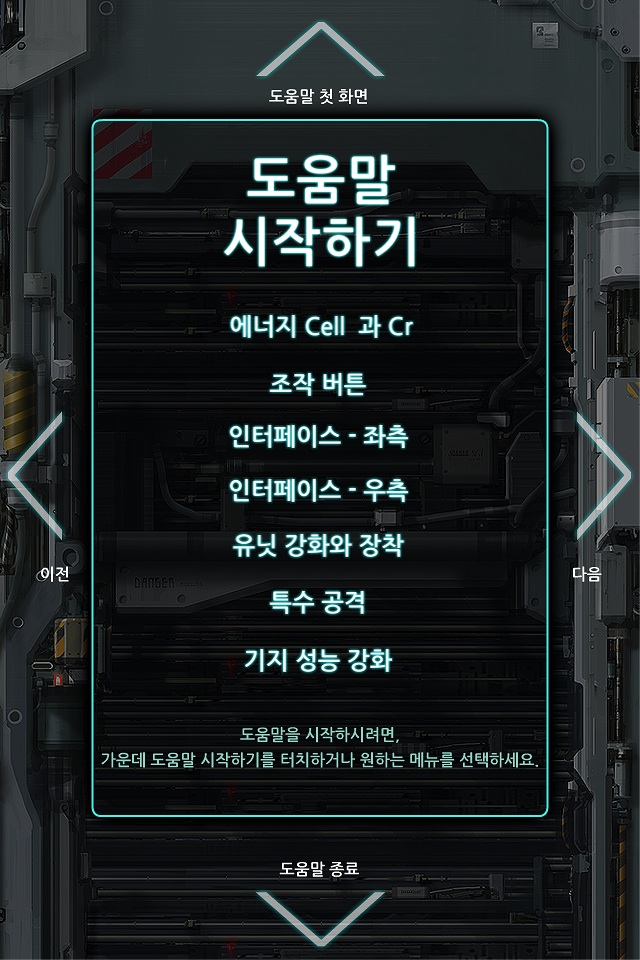 도움말 첫 화면
도움말
시작하기
에너지 Cell 과 Cr
조작 버튼
인터페이스 - 좌측
인터페이스 - 우측
유닛 강화와 장착
이전
다음
DANGER
특수 공격
기지 성능 강화
도움말을 시작하시려면,
가운데 도움말 시작하기를 터치하거나 원하는 메뉴를 선택하세요.
도움말 종료